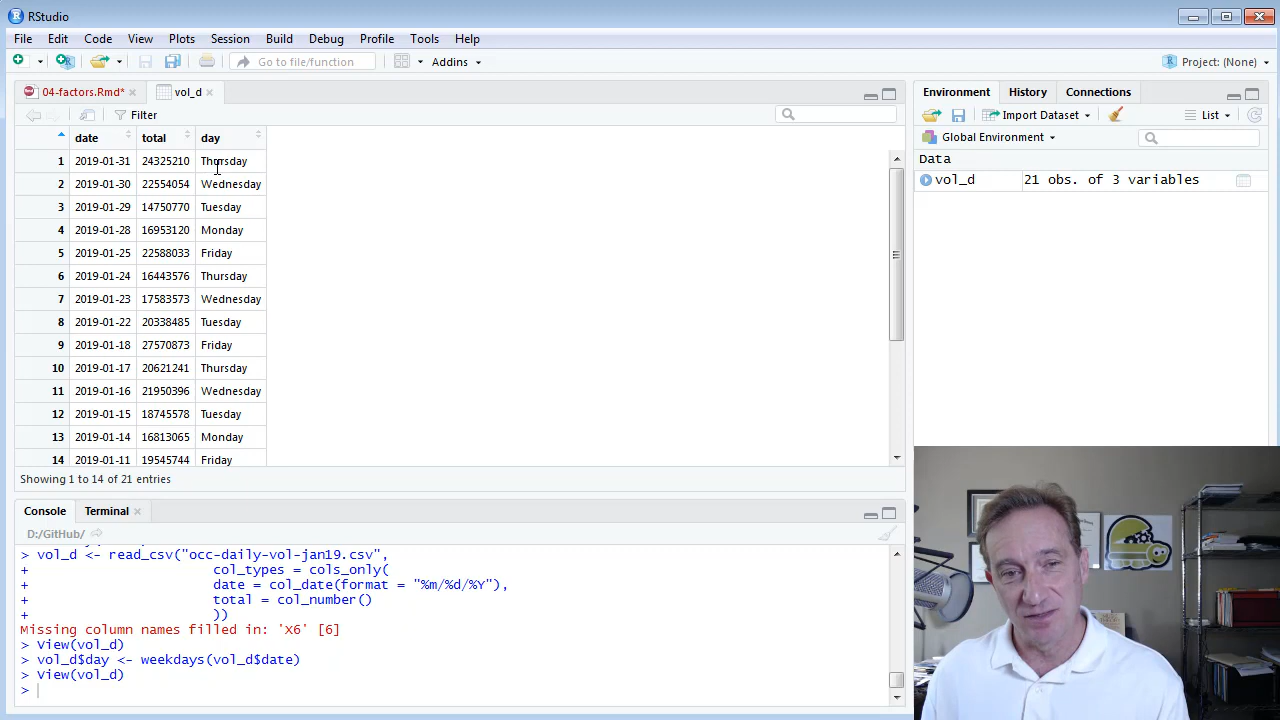 RStudio
File Edit Code View Plots Session Build Debug Profile Tools Help
Go to file/function Addins Project: (None)
04-factors.Rmd* vol_d
Filter
date total day
1 2019-01-31 24325210 Thursday
2 2019-01-30 22554054 Wednesday
3 2019-01-29 14750770 Tuesday
4 2019-01-28 16953120 Monday
5 2019-01-25 22588033 Friday
6 2019-01-24 16443576 Thursday
7 2019-01-23 17583573 Wednesday
8 2019-01-22 20338485 Tuesday
9 2019-01-18 27570873 Friday
10 2019-01-17 20621241 Thursday
11 2019-01-16 21950396 Wednesday
12 2019-01-15 18745578 Tuesday
13 2019-01-14 16813065 Monday
14 2019-01-11 19545744 Friday
Showing 1 to 14 of 21 entries
Console Terminal
D:/GitHub/
> vol_d <- read_csv("occ-daily-vol-jan19.csv",
+ col_types = cols_only(
+ date = col_date(format = "%m/%d/%Y"),
+ total = col_number()
+ ))
Missing column names filled in: 'X6' [6]
> View(vol_d)
> vol_d$day <- weekdays(vol_d$date)
> View(vol_d)
>
Environment History Connections
Import Dataset List
Global Environment
Data
vol_d 21 obs. of 3 variables